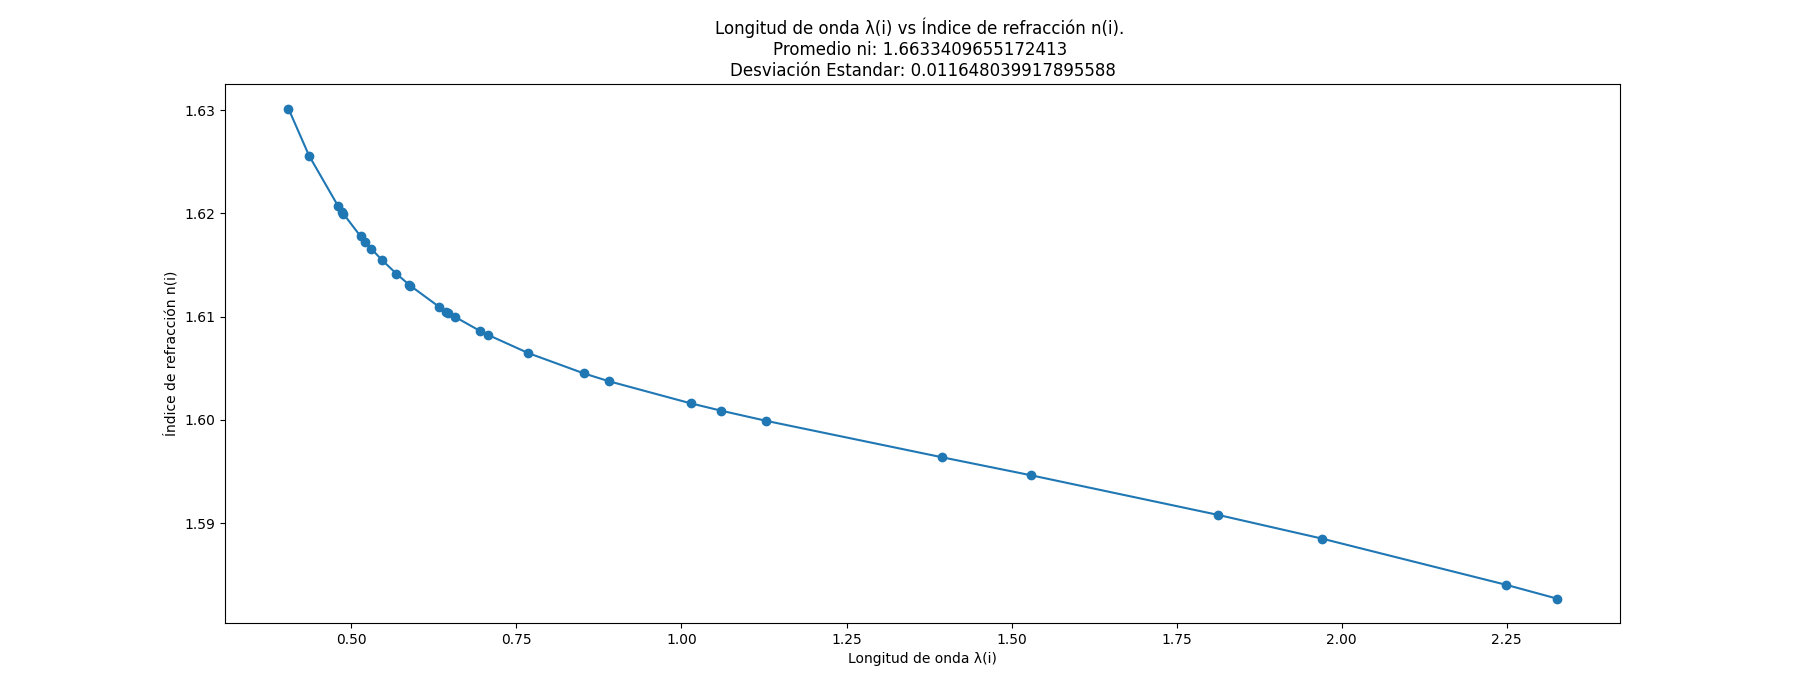 Longitud de onda λ(i) vs Índice de refracción n(i).
Promedio ni: 1.6633409655172413
Desviación Estandar: 0.011648039917895588
1.63
1.62
1.61
1.60
1.59
Índice de refracción n(i)
0.50 0.75 1.00 1.25 1.50 1.75 2.00 2.25
Longitud de onda λ(i)